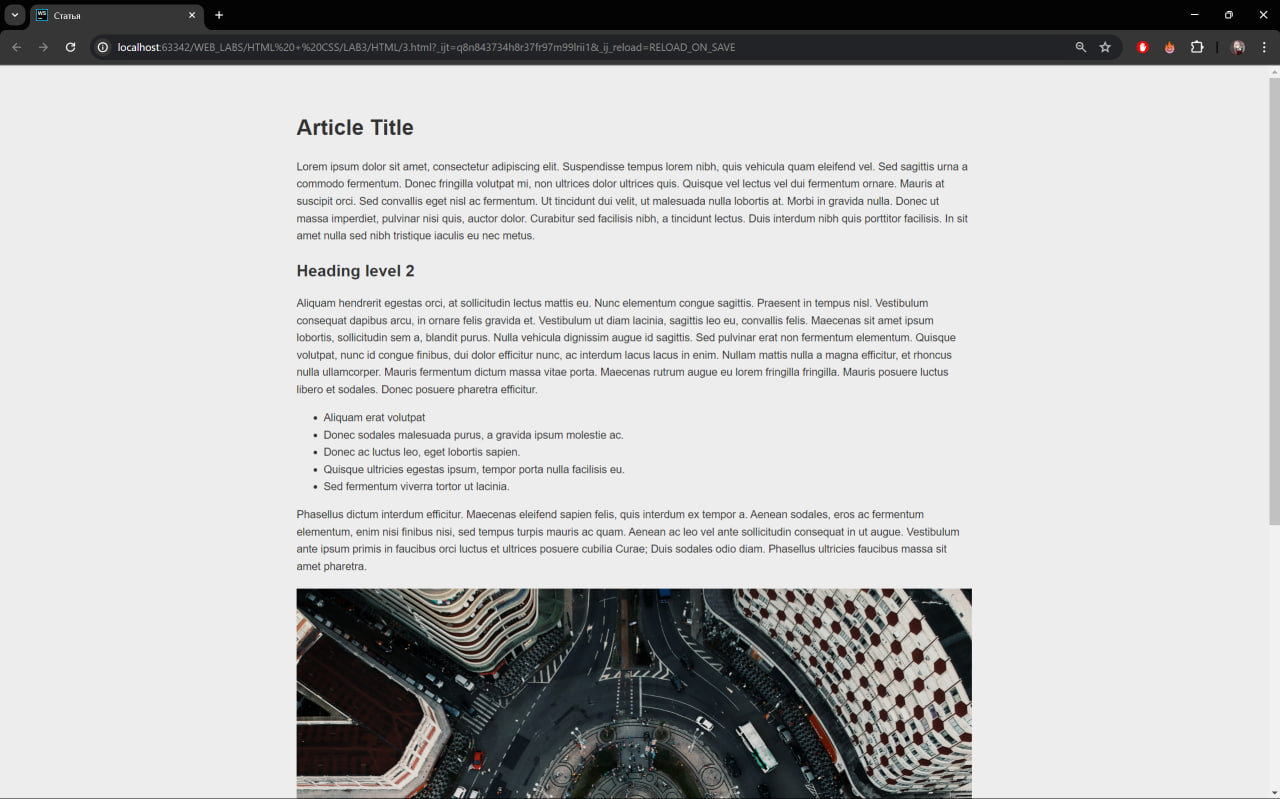 WS
Статья
localhost:63342/WEB_LABS/HTML%20+%20CSS/LAB3/HTML/3.html?_ijt=q8n843734h8r37fr97m99lrii1&_ij_reload=RELOAD_ON_SAVE
Article Title
Lorem ipsum dolor sit amet, consectetur adipiscing elit. Suspendisse tempus lorem nibh, quis vehicula quam eleifend vel. Sed sagittis urna a
commodo fermentum. Donec fringilla volutpat mi, non ultrices dolor ultrices quis. Quisque vel lectus vel dui fermentum ornare. Mauris at
suscipit orci. Sed convallis eget nisl ac fermentum. Ut tincidunt dui velit, ut malesuada nulla lobortis at. Morbi in gravida nulla. Donec ut
massa imperdiet, pulvinar nisi quis, auctor dolor. Curabitur sed facilisis nibh, a tincidunt lectus. Duis interdum nibh quis porttitor facilisis. In sit
amet nulla sed nibh tristique iaculis eu nec metus.
Heading level 2
Aliquam hendrerit egestas orci, at sollicitudin lectus mattis eu. Nunc elementum congue sagittis. Praesent in tempus nisl. Vestibulum
consequat dapibus arcu, in ornare felis gravida et. Vestibulum ut diam lacinia, sagittis leo eu, convallis felis. Maecenas sit amet ipsum
lobortis, sollicitudin sem a, blandit purus. Nulla vehicula dignissim augue id sagittis. Sed pulvinar erat non fermentum elementum. Quisque
volutpat, nunc id congue finibus, dui dolor efficitur nunc, ac interdum lacus lacus in enim. Nullam mattis nulla a magna efficitur, et rhoncus
nulla ullamcorper. Mauris fermentum dictum massa vitae porta. Maecenas rutrum augue eu lorem fringilla fringilla. Mauris posuere luctus
libero et sodales. Donec posuere pharetra efficitur.
• Aliquam erat volutpat
• Donec sodales malesuada purus, a gravida ipsum molestie ac.
• Donec ac luctus leo, eget lobortis sapien.
• Quisque ultricies egestas ipsum, tempor porta nulla facilisis eu.
• Sed fermentum viverra tortor ut lacinia.
Phasellus dictum interdum efficitur. Maecenas eleifend sapien felis, quis interdum ex tempor a. Aenean sodales, eros ac fermentum
elementum, enim nisi finibus nisi, sed tempus turpis mauris ac quam. Aenean ac leo vel ante sollicitudin consequat in ut augue. Vestibulum
ante ipsum primis in faucibus orci luctus et ultrices posuere cubilia Curae; Duis sodales odio diam. Phasellus ultricies faucibus massa sit
amet pharetra.